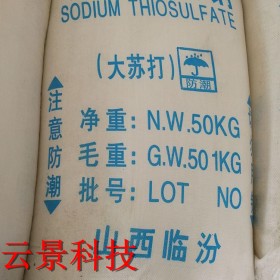 SODIUM THIOSULFATE
(大苏打)
防潮
注意防潮
净重: N.W.50KG
毛重: G.W.50 1KG
批号: LOT NO
山西临汾
云景科技